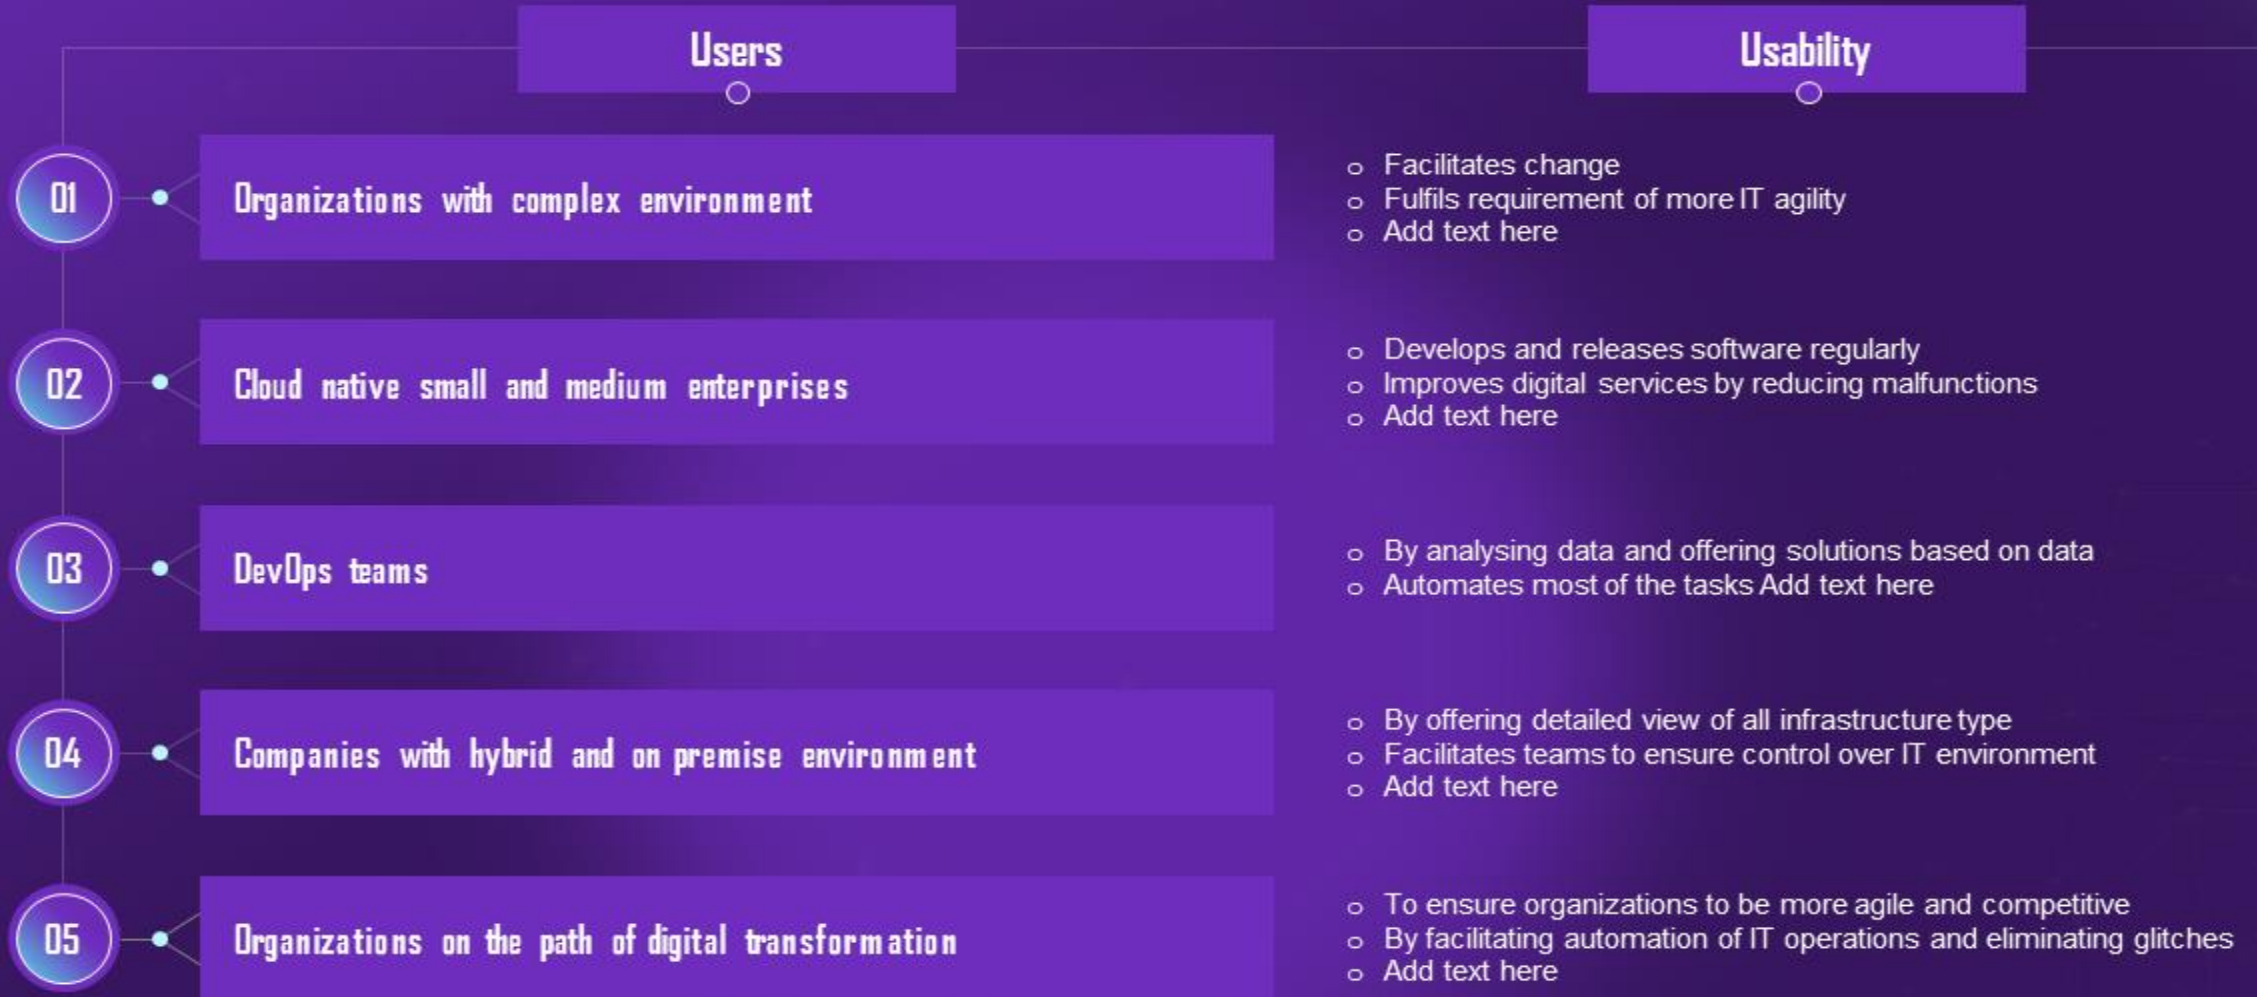 Users
Usability
01
Organizations with complex environment
Facilitates change
Fulfils requirement of more IT agility
Add text here
02
Cloud native small and medium enterprises
Develops and releases software regularly
Improves digital services by reducing malfunctions
Add text here
03
DevOps teams
By analysing data and offering solutions based on data
Automates most of the tasks Add text here
04
Companies with hybrid and on premise environment
By offering detailed view of all infrastructure type
Facilitates teams to ensure control over IT environment
Add text here
05
Organizations on the path of digital transformation
To ensure organizations to be more agile and competitive
By facilitating automation of IT operations and eliminating glitches
Add text here